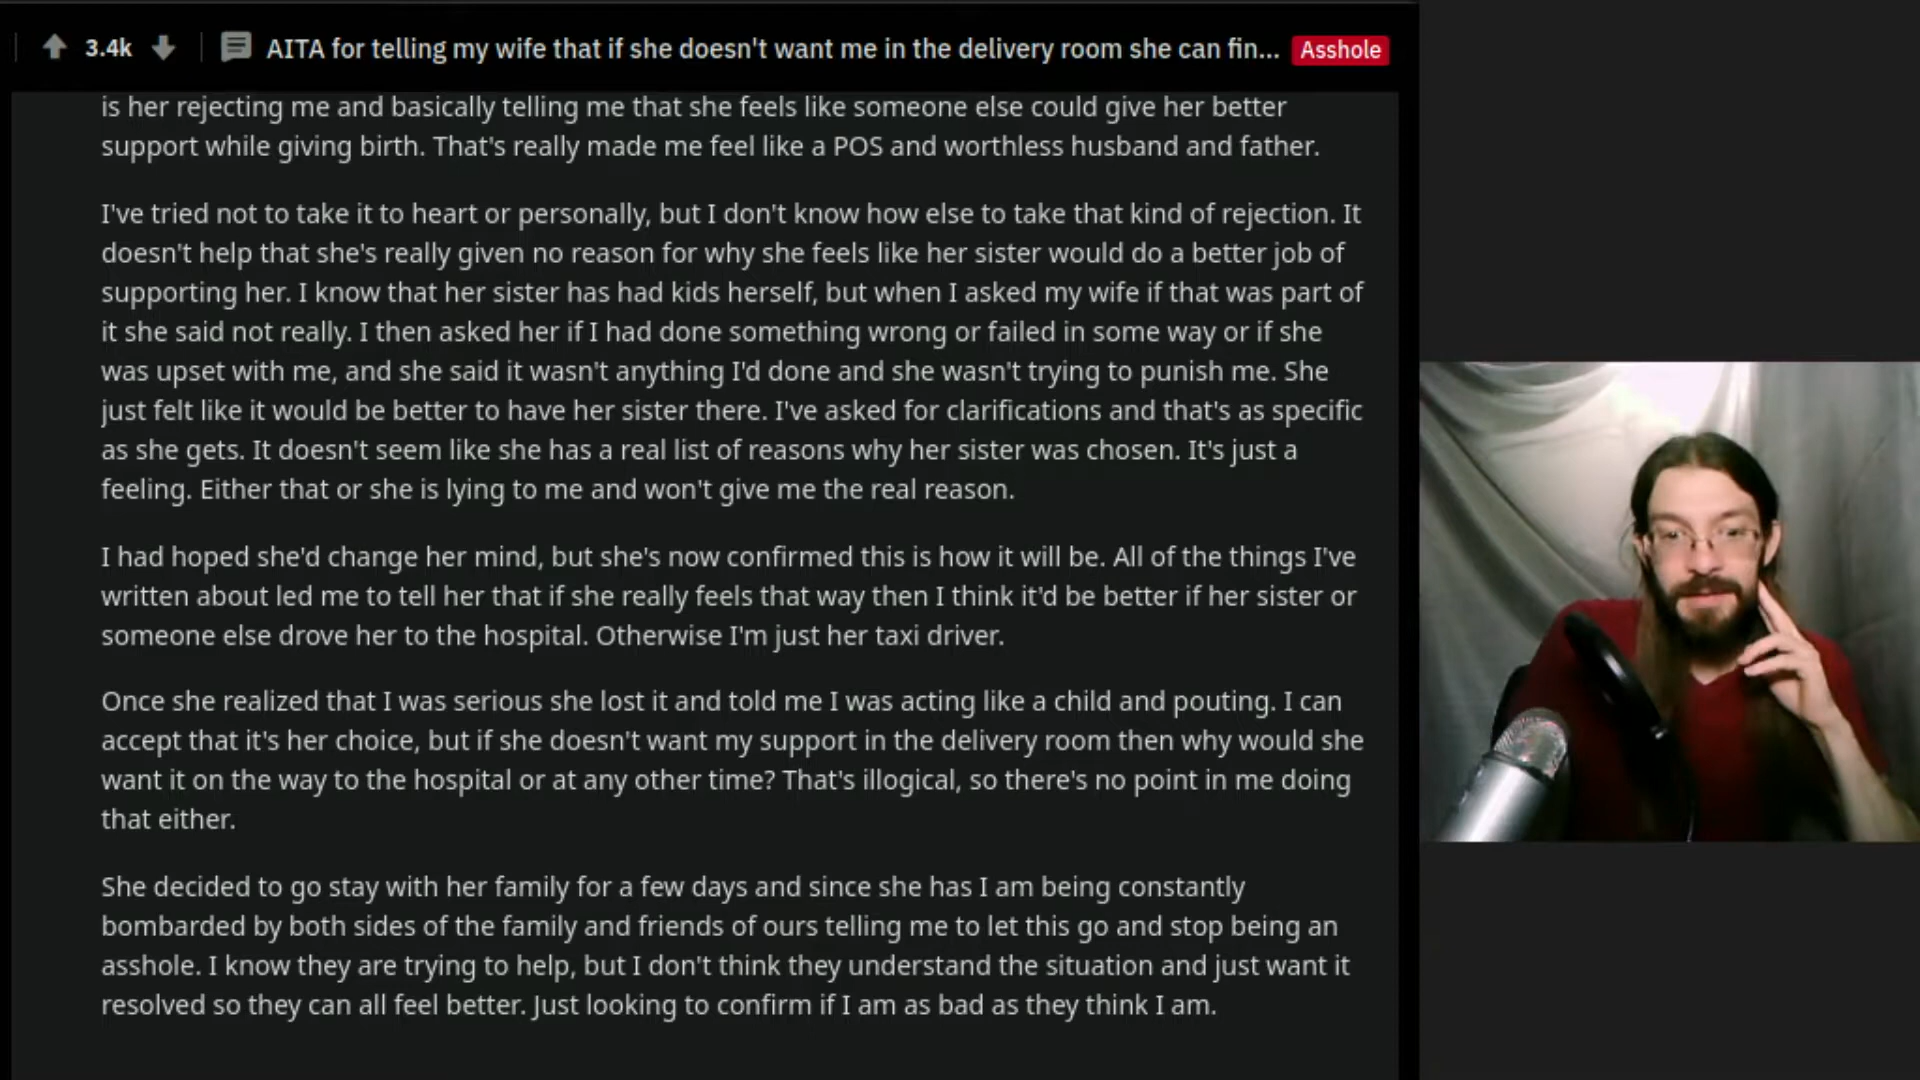 3.4k AITA for telling my wife that if she doesn't want me in the delivery room she can fin... Asshole
is her rejecting me and basically telling me that she feels like someone else could give her better
support while giving birth. That's really made me feel like a POS and worthless husband and father.
I've tried not to take it to heart or personally, but I don't know how else to take that kind of rejection. It
doesn't help that she's really given no reason for why she feels like her sister would do a better job of
supporting her. I know that her sister has had kids herself, but when I asked my wife if that was part of
it she said not really. I then asked her if I had done something wrong or failed in some way or if she
was upset with me, and she said it wasn't anything I'd done and she wasn't trying to punish me. She
just felt like it would be better to have her sister there. I've asked for clarifications and that's as specific
as she gets. It doesn't seem like she has a real list of reasons why her sister was chosen. It's just a
feeling. Either that or she is lying to me and won't give me the real reason.
I had hoped she'd change her mind, but she's now confirmed this is how it will be. All of the things I've
written about led me to tell her that if she really feels that way then I think it'd be better if her sister or
someone else drove her to the hospital. Otherwise I'm just her taxi driver.
Once she realized that I was serious she lost it and told me I was acting like a child and pouting. I can
accept that it's her choice, but if she doesn't want my support in the delivery room then why would she
want it on the way to the hospital or at any other time? That's illogical, so there's no point in me doing
that either.
She decided to go stay with her family for a few days and since she has I am being constantly
bombarded by both sides of the family and friends of ours telling me to let this go and stop being an
asshole. I know they are trying to help, but I don't think they understand the situation and just want it
resolved so they can all feel better. Just looking to confirm if I am as bad as they think I am.